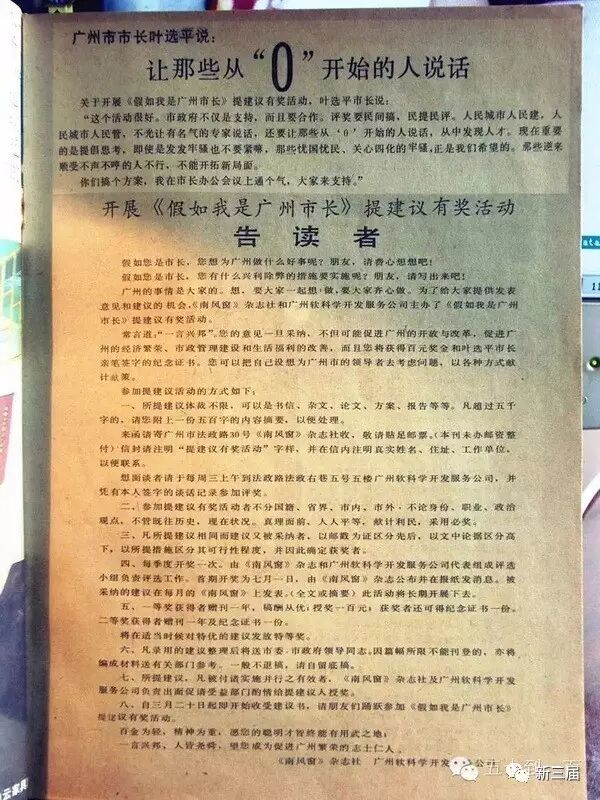 广州市市长叶选平说：
让那些从“0”开始的人说话
关于开展《假如我是广州市长》提建议有奖活动，叶选平市长说：
“这个活动很好。市政府不仅是支持，而且要合作。评奖要民间搞，民提民评。人民城市人民建，人
民城市人民管，不光让有名气的专家说话，还要让那些从‘0’开始的人说话，从中发现人才。现在重要
的是提倡思考，即使是发发牢骚也不要紧嘛，那些忧国忧民、关心四化的牢骚，正是我们希望的。那些逆来
顺受不声不哼的人不行，不能开拓新局面。
你们搞个方案，我在市长办公会议上通个气，大家来支持。”
开展《假如我是广州市长》提建议有奖活动
告读者
假如您是市长，您想为广州做什么好事呢？朋友，请费心想想吧！
假如您是市长，您有什么兴利除弊的措施要实施呢？朋友，请写出来吧！
广州的事情是大家的。想，要大家一起想；做，要大家齐心做。为了给大家提供发表
意见和建议的机会，《南风窗》杂志社和广州软科学开发服务公司主办了《假如我是广州
市长》提建议有奖活动。
常言道：“一言兴邦”。您的意见一旦采纳，不但可能促进广州的开放与改革，促进广
州的经济繁荣、市政管理建设和生活福利的改善，而且您将获得百元奖金和叶选平市长
亲笔签字的纪念证书。您可以把自己设想为广州市的领导者去考虑问题，以各种方式献
计献策。
参加提建议活动的方式如下：
一、所提建议体裁不限，可以是书信、杂文、论文、方案、报告等等。凡超过五千
字的，请您附上一份五百字的内容摘要，以便处理。
来函请寄广州市法政路30号《南风窗》杂志社收，敬请贴足邮票。（本刊未办邮资整
付）信封请注明“提建议有奖活动”字样，并在信内注明真实姓名、住址、工作单位，
以便联系。
想面谈者请于每周三上午到法政路法政右巷五号五楼广州软科学开发服务公司，并
凭有本人签字的谈话记录参加评奖。
二、参加提建议有奖活动者不分国籍、省界、市内、市外，不论身份、职业、政治
观点，不管既往历史，现在状况。真理面前，人人平等，献计利民，采用必奖。
三、凡所提建议相同而建议又被采纳者，以邮戳为证区分先后，以文中论据区分高
下，以所提措施区分其可行性程度，并因此确定获奖者。
四、每季度开奖一次。由《南风窗》杂志和广州软科学开发服务公司代表组成评选
小组负责评选工作。首期开奖为七月一日，由《南风窗》杂志公布并在报纸发消息。被
采纳的建议在每月的《南风窗》上发表。（全文或摘要）此活动将长期开展下去。
五、一等奖获得者赠刊一年，稿酬从优；授奖一百元；获奖者还可得纪念证书一份。
二等奖获得者赠刊一年及纪念证书一份。
将在适当时候对特优的建议发放特等奖。
六、凡录用的建议整理后将送市委、市政府领导同志。因篇幅所限不能刊登的，亦将
编成材料送有关部门参考。一般不退稿，请自留底稿。
七、所提建议，凡被付诸实施并行之有效者，《南风窗》杂志社及广州软科学开发
服务公司负责出面促请受益部门酌情给提建议人授奖。
八、自三月二十日起即开始收受建议书，请朋友们踊跃参加《假如我是广州市长》
提建议有奖活动。
百金为轻，精神为重，愿您的聪明才智终能有用武之地；
一言兴邦，人皆尧舜，望您成为促进广州繁荣的志士仁人。
《南风窗》杂志社 广州软科学开发
新三届
云家具